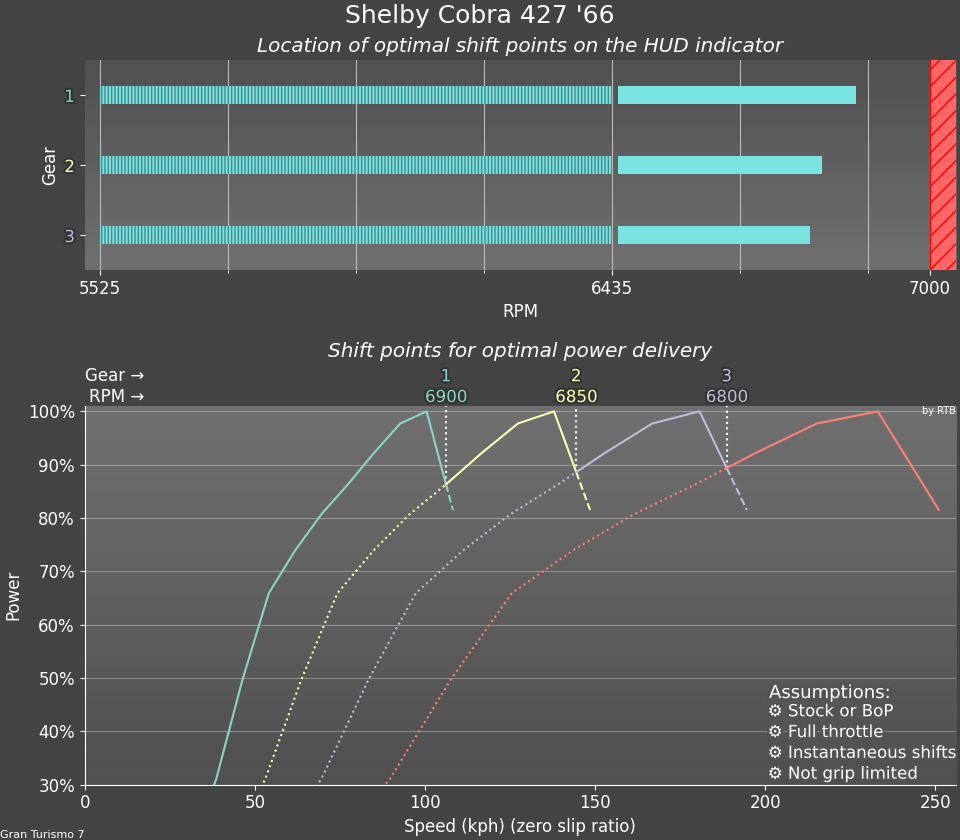 Shelby Cobra 427 '66
Location of optimal shift points on the HUD indicator
Gear
1
2
3
5525 6435 7000
RPM
Shift points for optimal power delivery
Gear → 1 2 3
RPM → 6900 6850 6800
by RTB
Power
100%
90%
80%
70%
60%
50%
40%
30%
Assumptions:
⚙ Stock or BoP
⚙ Full throttle
⚙ Instantaneous shifts
⚙ Not grip limited
0 50 100 150 200 250
Speed (kph) (zero slip ratio)
Gran Turismo 7